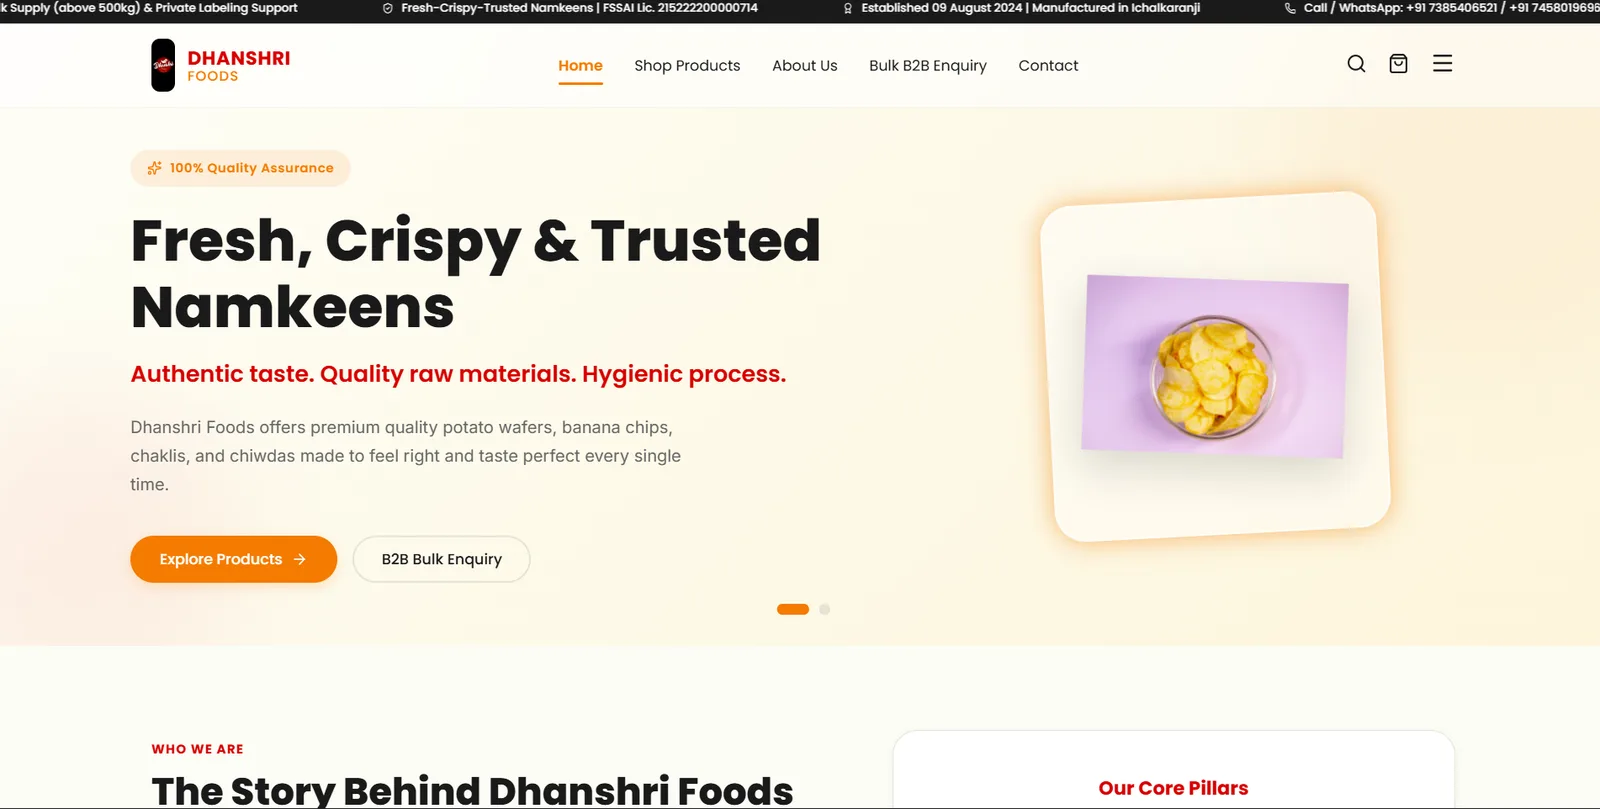 k Supply (above 500kg) & Private Labeling Support
Fresh-Crispy-Trusted Namkeens | FSSAI Lic. 215222200000714
Established 09 August 2024 | Manufactured in Ichalkaranji
Call / WhatsApp: +91 7385406521 / +91 7458019696
DHANSHRI
FOODS
Home
Shop Products
About Us
Bulk B2B Enquiry
Contact
100% Quality Assurance
Fresh, Crispy & Trusted
Namkeens
Authentic taste. Quality raw materials. Hygienic process.
Dhanshri Foods offers premium quality potato wafers, banana chips,
chaklis, and chiwdas made to feel right and taste perfect every single
time.
Explore Products
B2B Bulk Enquiry
WHO WE ARE
The Story Behind Dhanshri Foods
Our Core Pillars